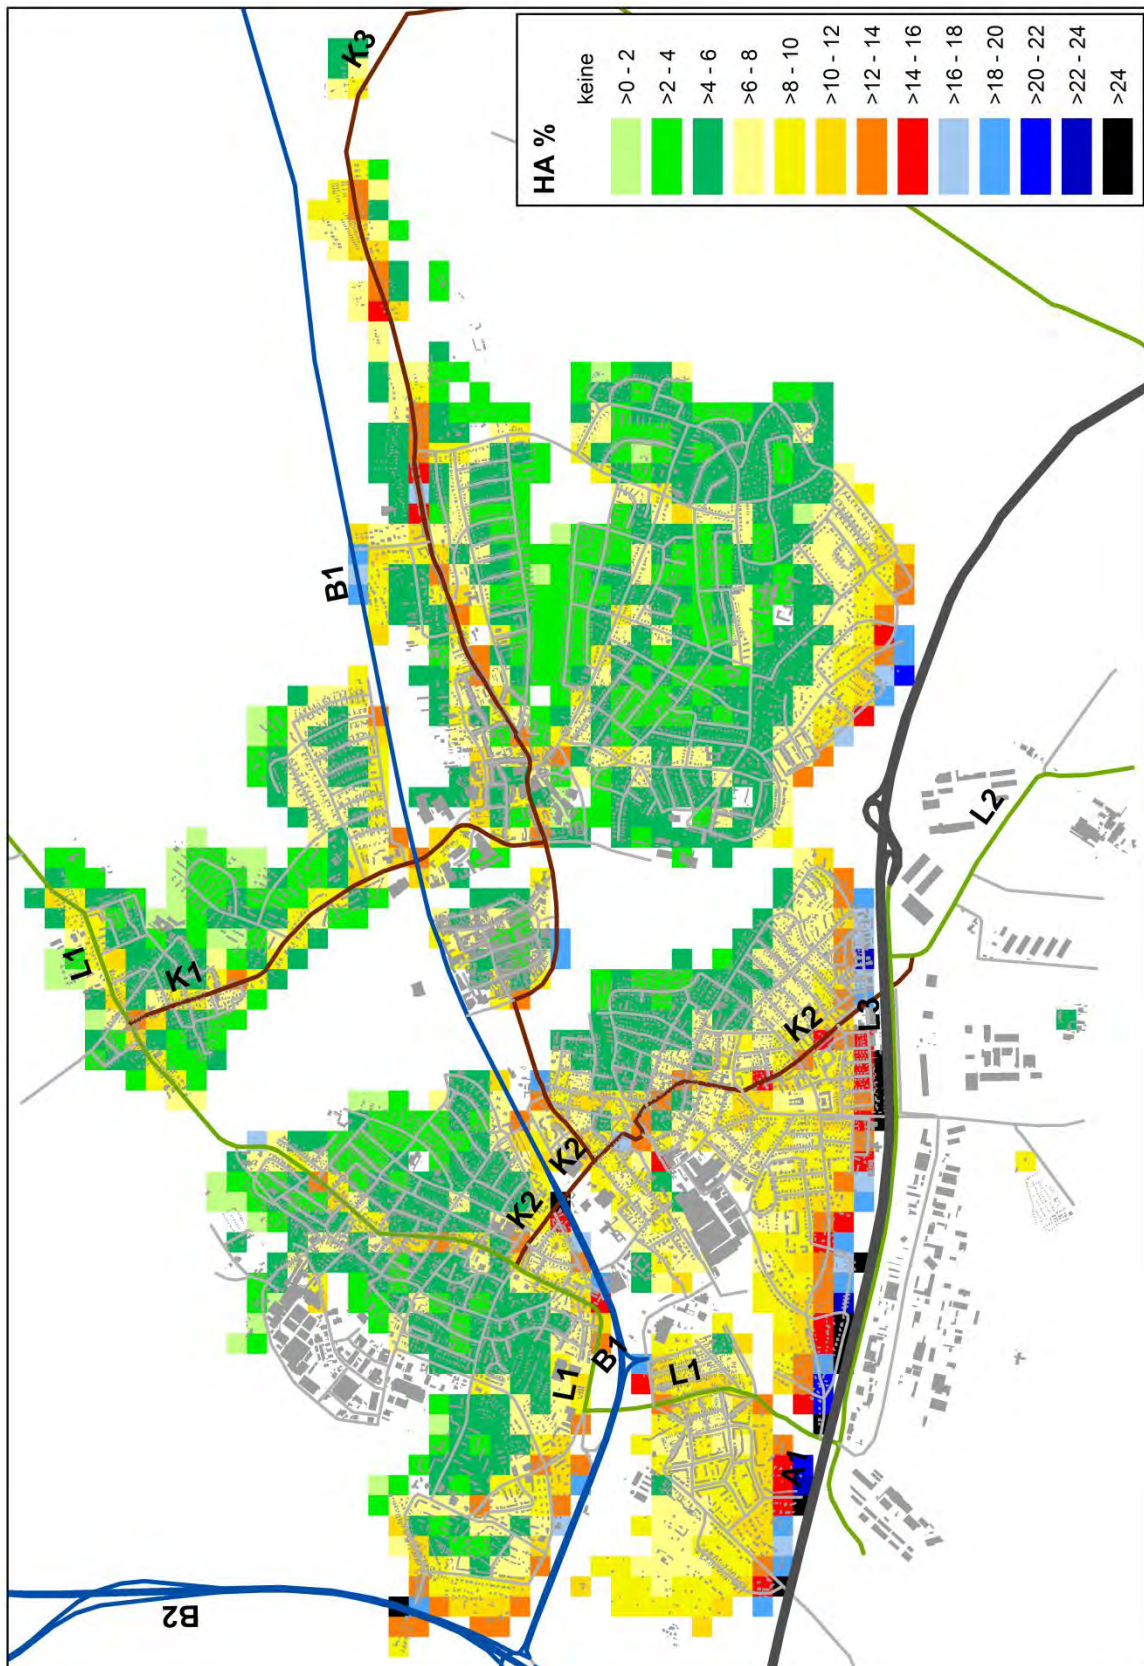 K3
B1
L1
K1
K2
K2
K2
L3
L2
L1
B1
L1
A1
B2
HA %
keine
>0 - 2
>2 - 4
>4 - 6
>6 - 8
>8 - 10
>10 - 12
>12 - 14
>14 - 16
>16 - 18
>18 - 20
>20 - 22
>22 - 24
>24